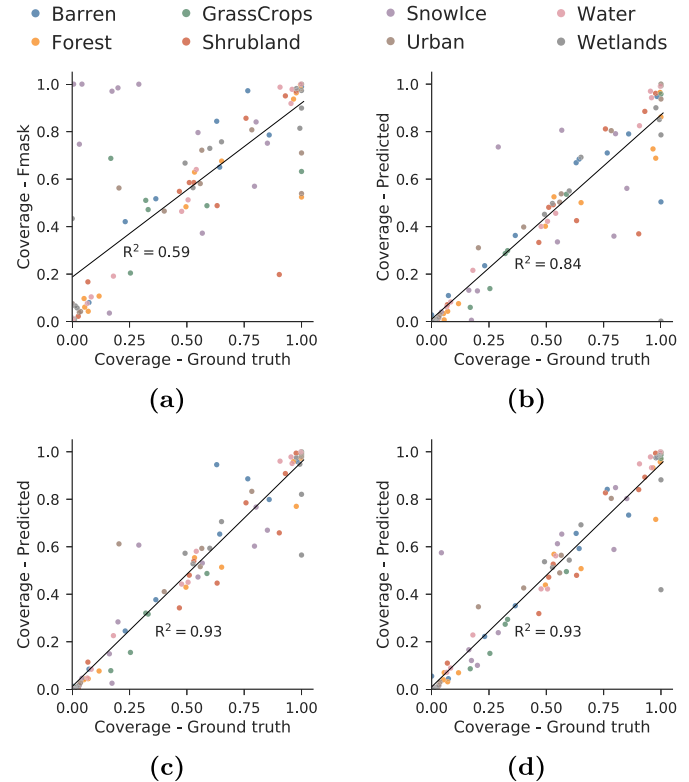 Barren GrassCrops SnowIce Water
Forest Shrubland Urban Wetlands
Coverage - Fmask
1.0
0.8
0.6
0.4
0.2
0.0
R² = 0.59
0.00 0.25 0.50 0.75 1.00
Coverage - Ground truth
(a)
Coverage - Predicted
1.0
0.8
0.6
0.4
0.2
0.0
R² = 0.84
0.00 0.25 0.50 0.75 1.00
Coverage - Ground truth
(b)
Coverage - Predicted
1.0
0.8
0.6
0.4
0.2
0.0
R² = 0.93
0.00 0.25 0.50 0.75 1.00
Coverage - Ground truth
(c)
Coverage - Predicted
1.0
0.8
0.6
0.4
0.2
0.0
R² = 0.93
0.00 0.25 0.50 0.75 1.00
Coverage - Ground truth
(d)